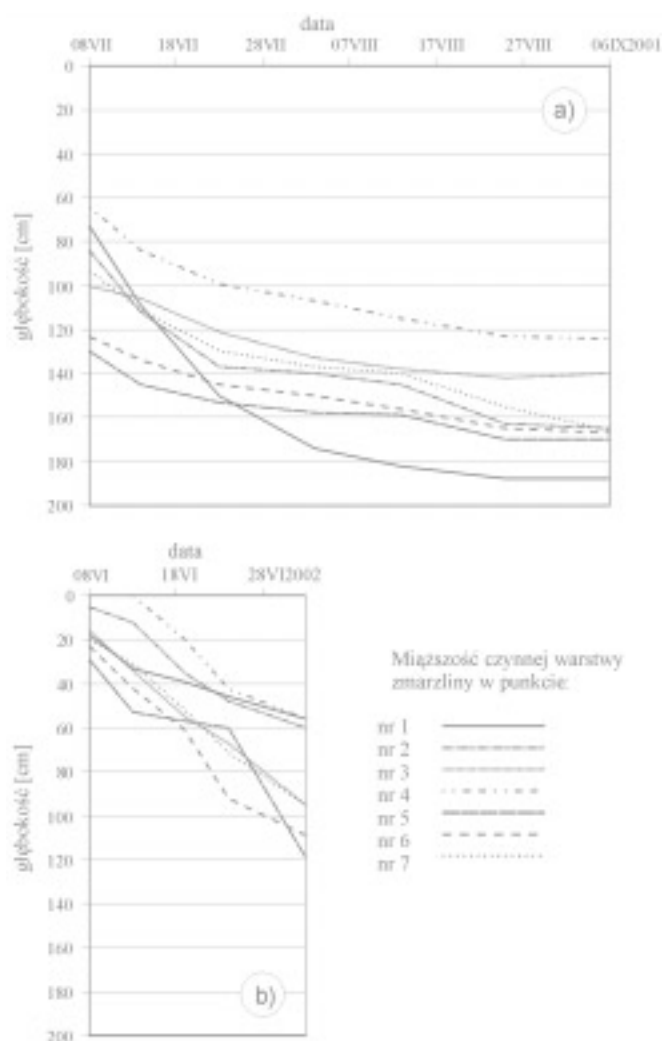 data
08VII 18VII 28VII 07VIII 17VIII 27VIII 06IX2001
0
20
40
60
80
100
120
140
160
180
200
głębokość [cm]
a)
data
08VI 18VI 28VI2002
0
20
40
60
80
100
120
140
160
180
200
głębokość [cm]
b)
Miąższość czynnej warstwy
zmarzliny w punkcie:
nr 1
nr 2
nr 3
nr 4
nr 5
nr 6
nr 7